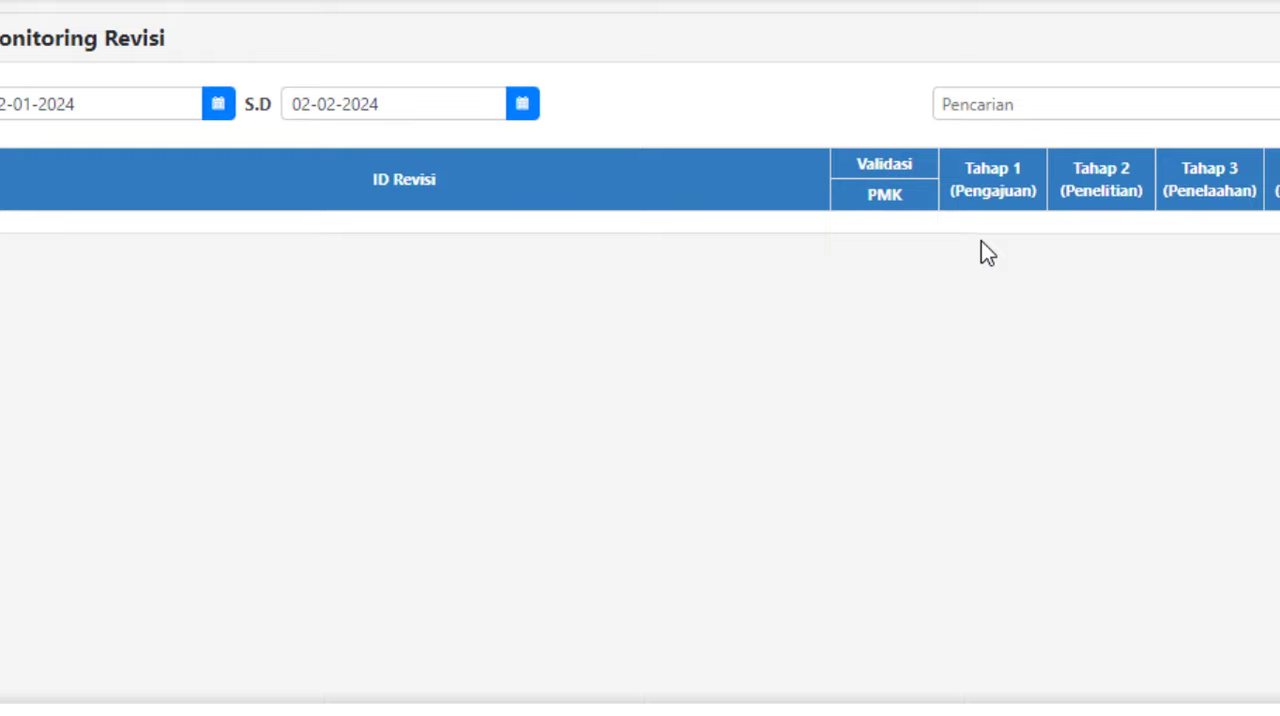 onitoring Revisi
2-01-2024 S.D 02-02-2024 Pencarian
ID Revisi
Validasi
PMK
Tahap 1
(Pengajuan)
Tahap 2
(Penelitian)
Tahap 3
(Penelaahan)
(